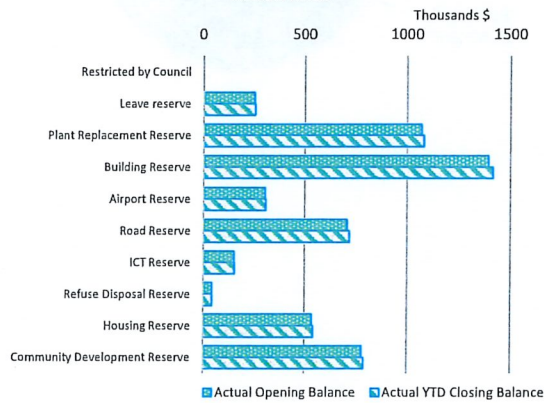 Thousands $
0 500 1000 1500
Restricted by Council
Leave reserve
Plant Replacement Reserve
Building Reserve
Airport Reserve
Road Reserve
ICT Reserve
Refuse Disposal Reserve
Housing Reserve
Community Development Reserve
Actual Opening Balance Actual YTD Closing Balance